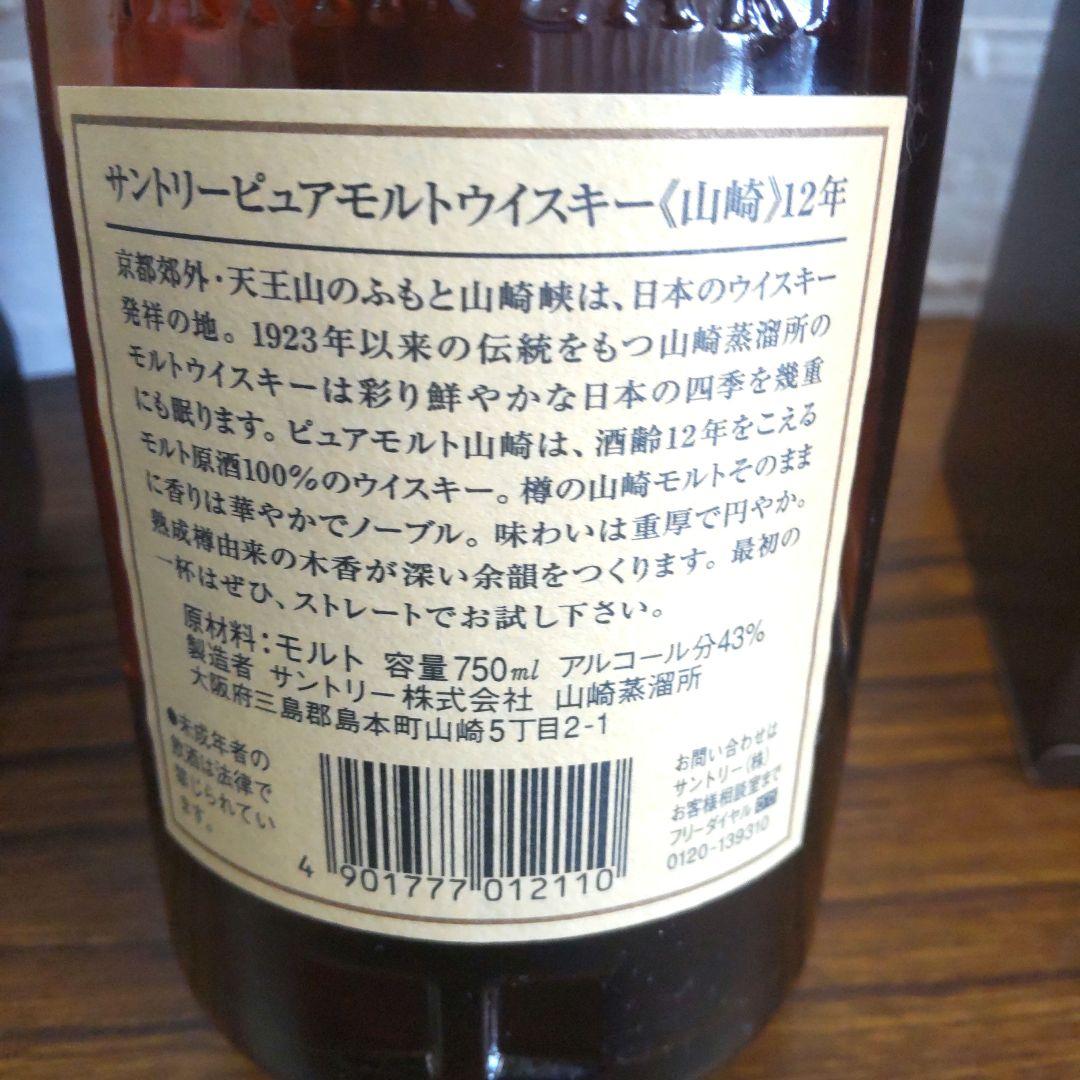 サントリーピュアモルトウイスキー《山崎》12年
京都郊外・天王山のふもと山崎峡は、日本のウイスキー
発祥の地。1923年以来の伝統をもつ山崎蒸溜所の
モルトウイスキーは彩り鮮やかな日本の四季を幾重
にも眠ります。ピュアモルト山崎は、酒齢12年をこえる
モルト原酒100%のウイスキー。樽の山崎モルトそのまま
に香りは華やかでノーブル。味わいは重厚で円やか。
熟成樽由来の木香が深い余韻をつくります。最初の
一杯はぜひ、ストレートでお試し下さい。
原材料：モルト 容量750ml アルコール分43%
製造者 サントリー株式会社 山崎蒸溜所
大阪府三島郡島本町山崎5丁目2-1
●未成年者の
飲酒は法律で
禁じられてい
ます。
4 901777 012110
お問い合わせは
サントリー(株)
お客様相談室まで
フリーダイヤル
0120-139310